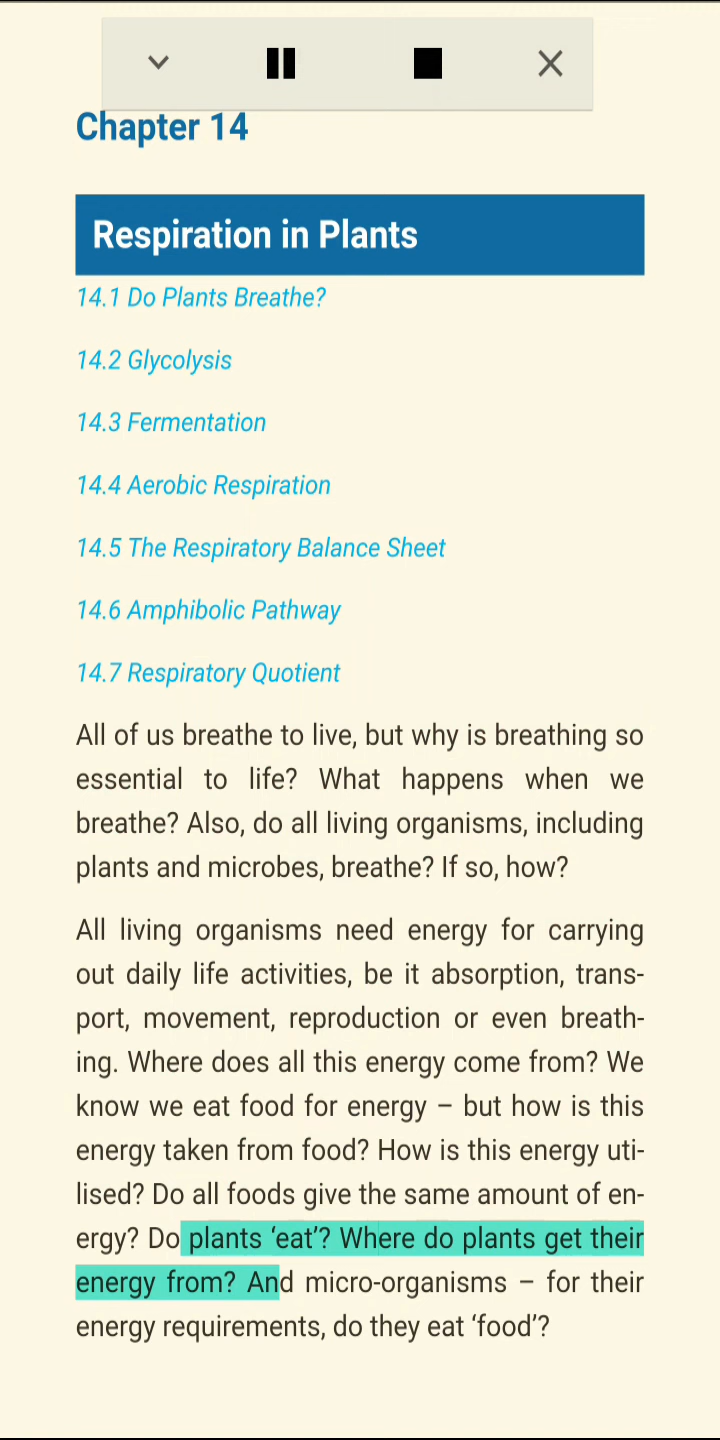 Chapter 14
Respiration in Plants
14.1 Do Plants Breathe?
14.2 Glycolysis
14.3 Fermentation
14.4 Aerobic Respiration
14.5 The Respiratory Balance Sheet
14.6 Amphibolic Pathway
14.7 Respiratory Quotient
All of us breathe to live, but why is breathing so
essential to life? What happens when we
breathe? Also, do all living organisms, including
plants and microbes, breathe? If so, how?
All living organisms need energy for carrying
out daily life activities, be it absorption, trans-
port, movement, reproduction or even breath-
ing. Where does all this energy come from? We
know we eat food for energy – but how is this
energy taken from food? How is this energy uti-
lised? Do all foods give the same amount of en-
ergy? Do plants ‘eat’? Where do plants get their
energy from? And micro-organisms – for their
energy requirements, do they eat ‘food’?